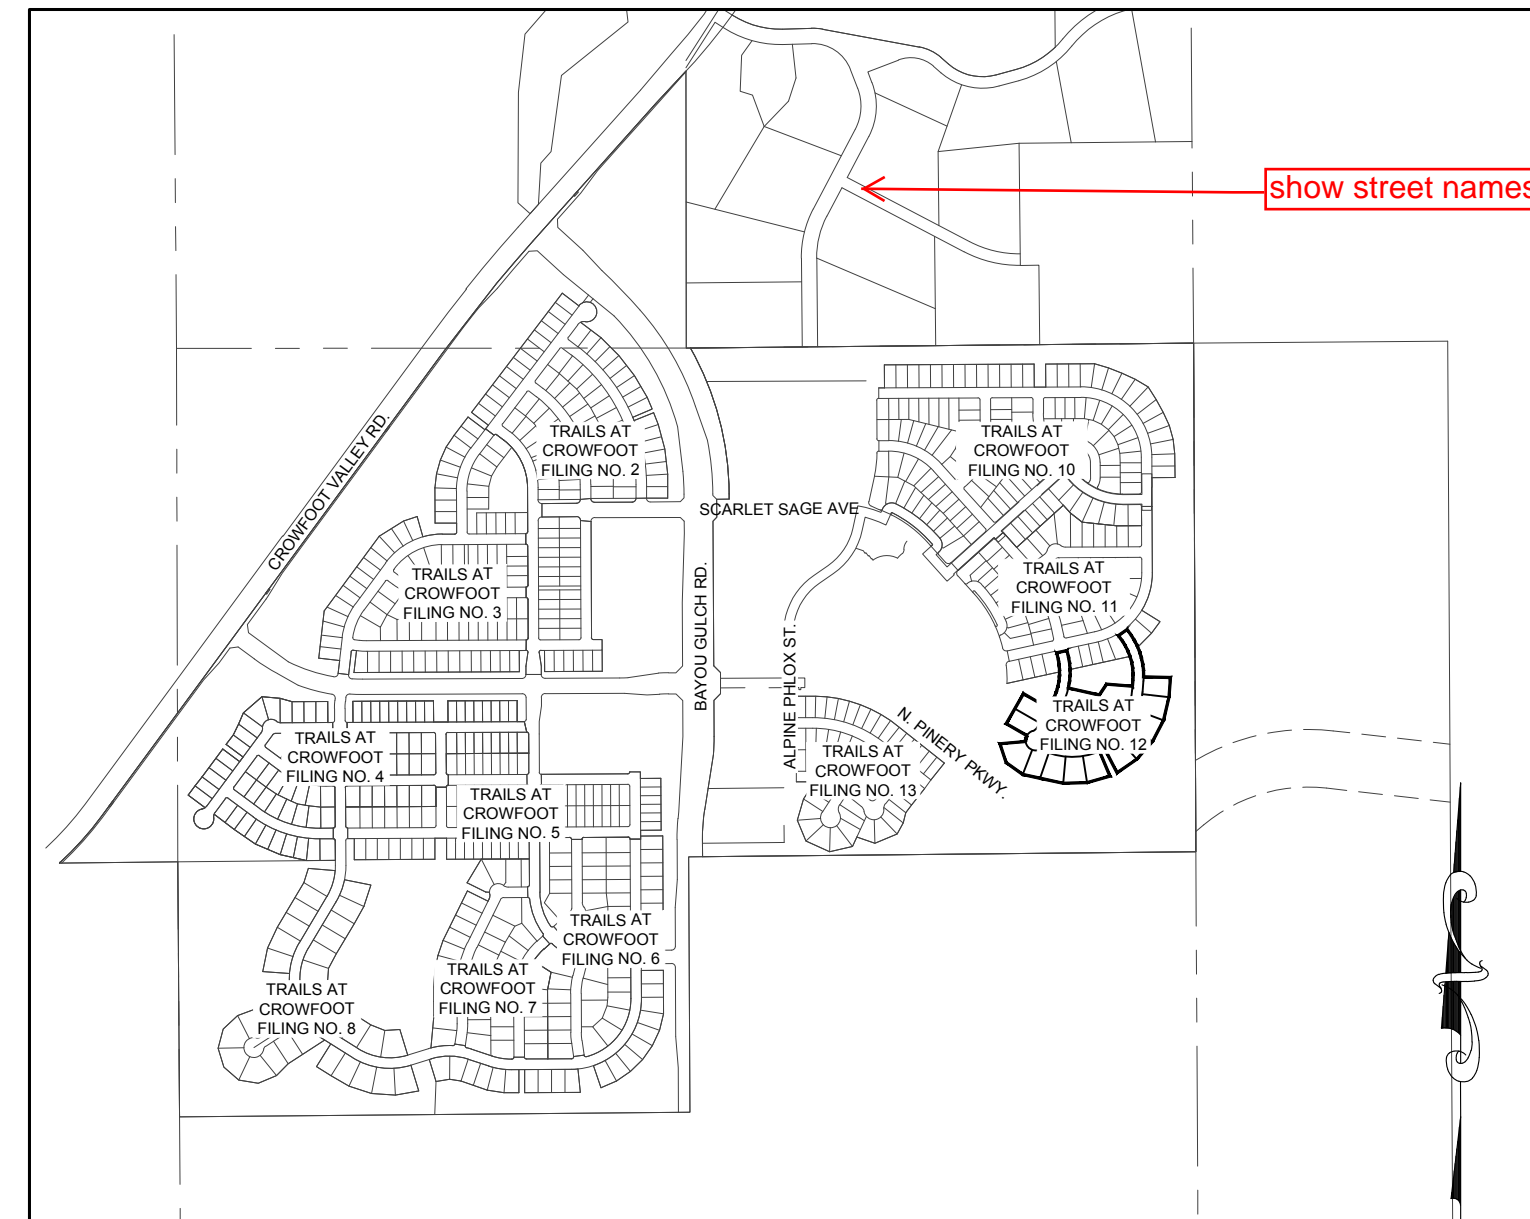 show street names
TRAILS AT
CROWFOOT
FILING NO. 2
TRAILS AT
CROWFOOT
FILING NO. 10
CROWFOOT VALLEY RD.
SCARLET SAGE AVE
TRAILS AT
CROWFOOT
FILING NO. 3
BAYOU GULCH RD.
TRAILS AT
CROWFOOT
FILING NO. 11
ALPINE PHLOX ST.
N. PINERY PKWY.
TRAILS AT
CROWFOOT
FILING NO. 12
TRAILS AT
CROWFOOT
FILING NO. 4
TRAILS AT
CROWFOOT
FILING NO. 13
TRAILS AT
CROWFOOT
FILING NO. 5
TRAILS AT
CROWFOOT
FILING NO. 6
TRAILS AT
CROWFOOT
FILING NO. 7
TRAILS AT
CROWFOOT
FILING NO. 8